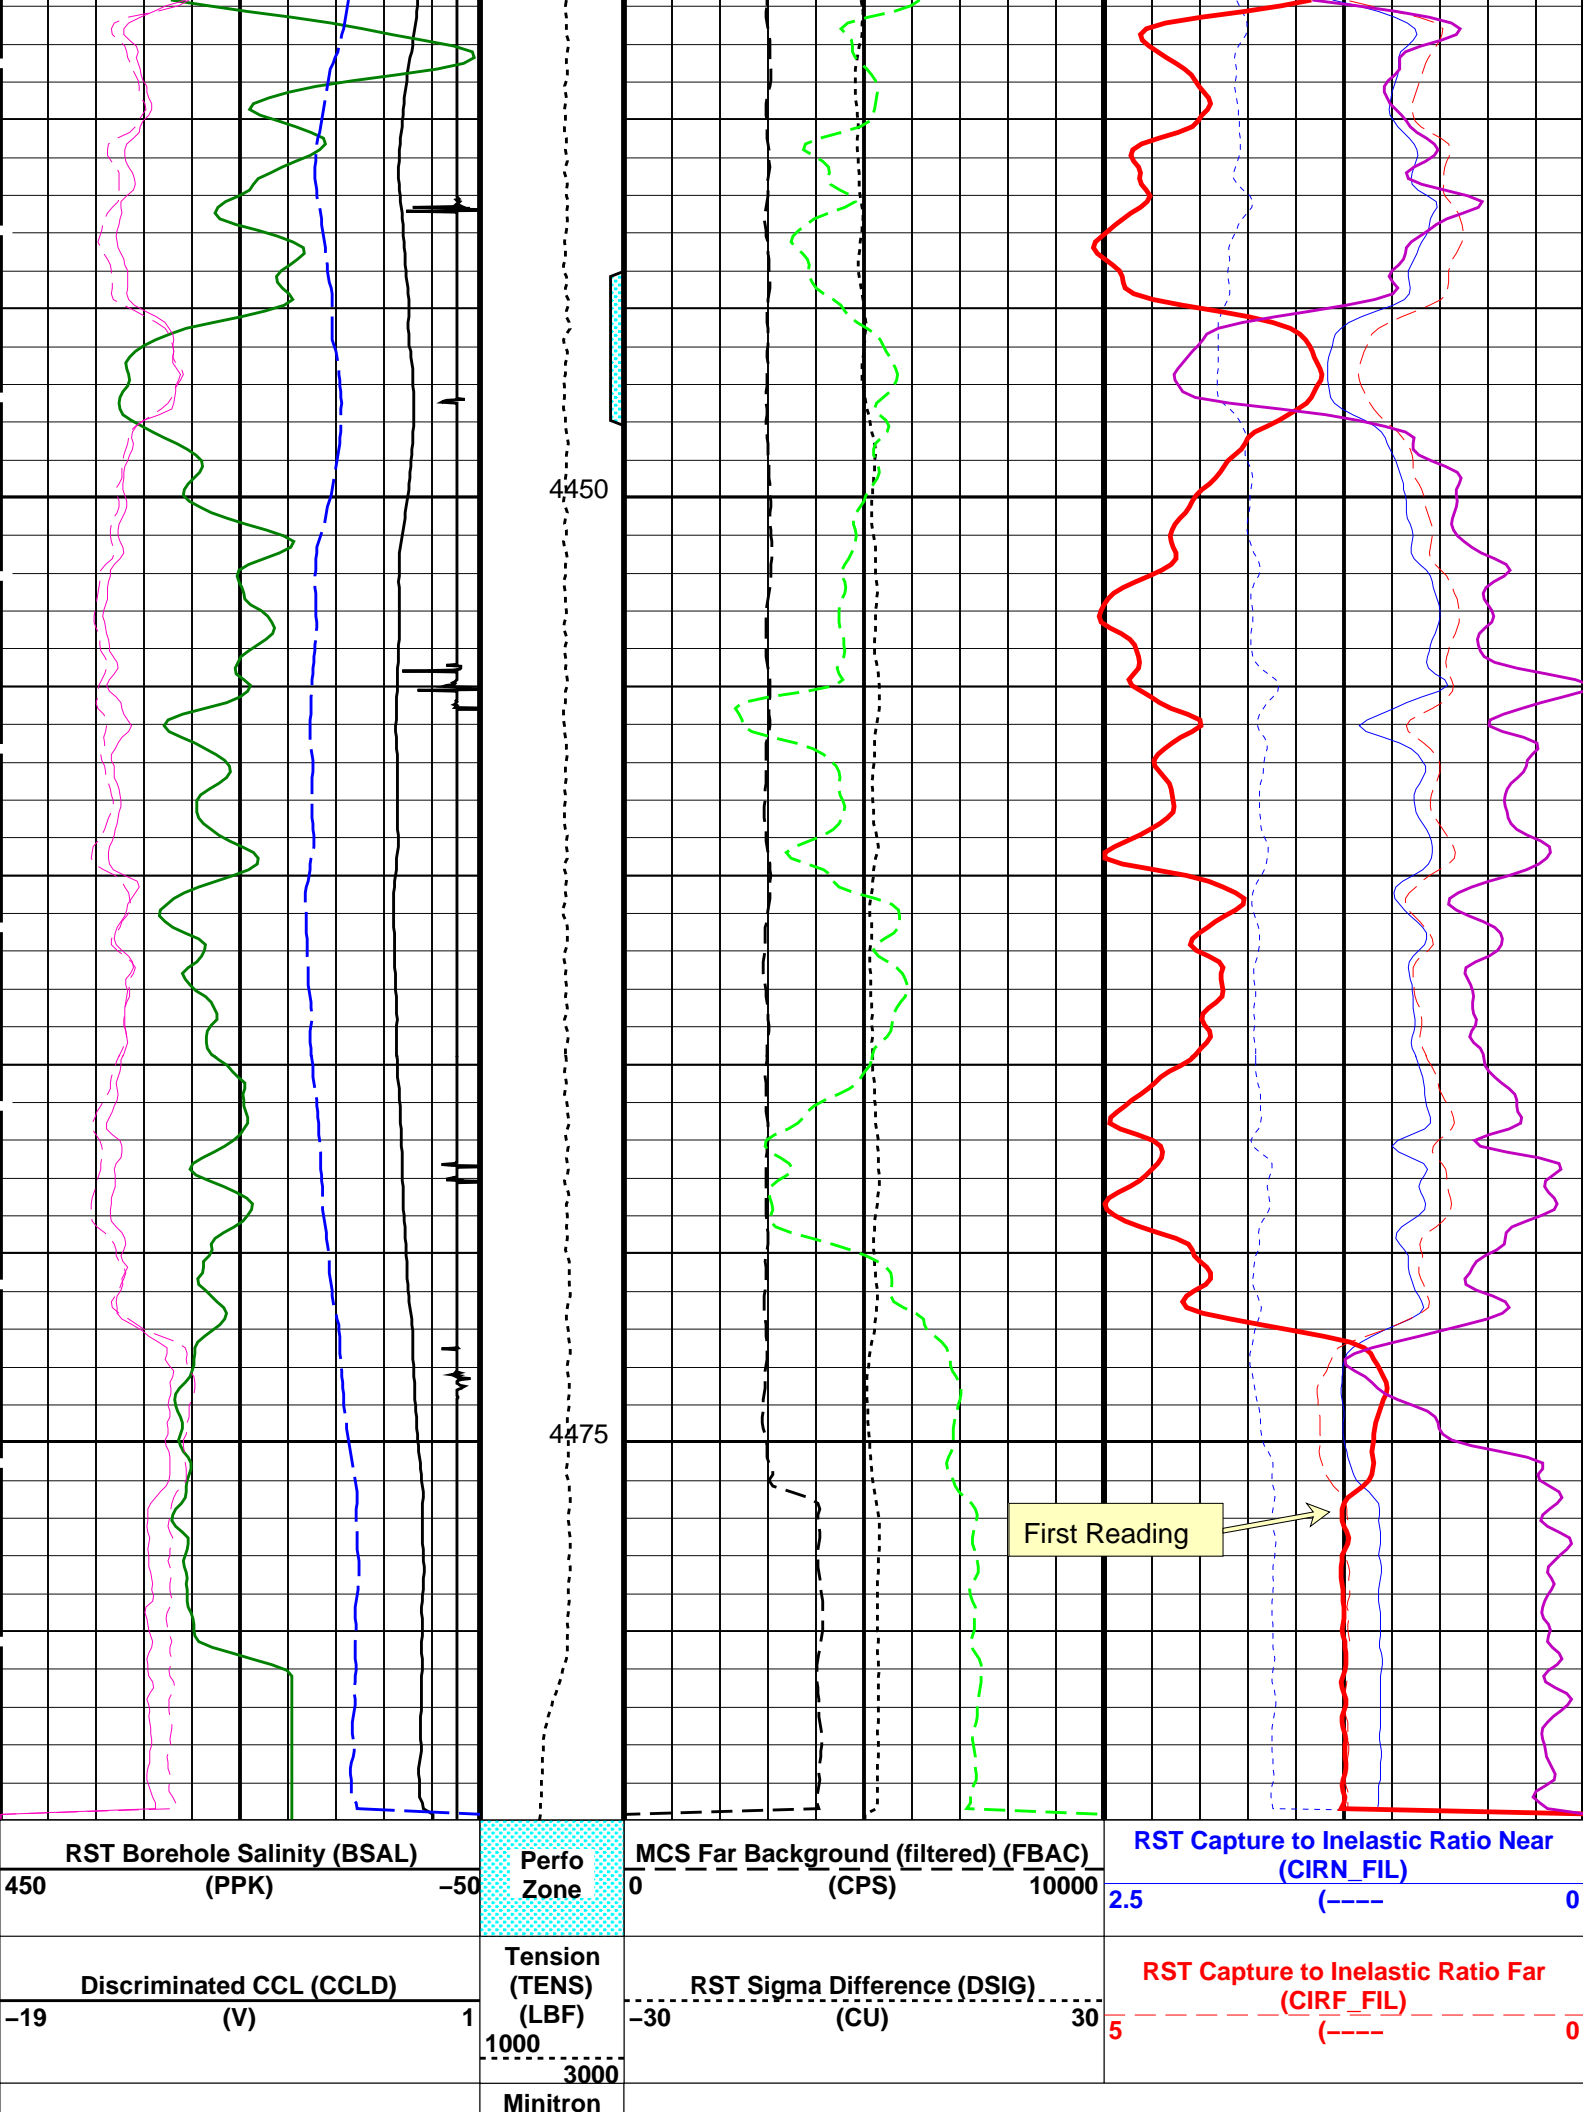 4450
4475
First Reading
RST Borehole Salinity (BSAL)
450 (PPK) –50
Perfo
Zone
MCS Far Background (filtered) (FBAC)
0 (CPS) 10000
RST Capture to Inelastic Ratio Near
(CIRN_FIL)
2.5 (–––– 0
Discriminated CCL (CCLD)
–19 (V) 1
Tension
(TENS)
(LBF)
1000
3000
RST Sigma Difference (DSIG)
–30 (CU) 30
RST Capture to Inelastic Ratio Far
(CIRF_FIL)
5 (–––– 0
Minitron